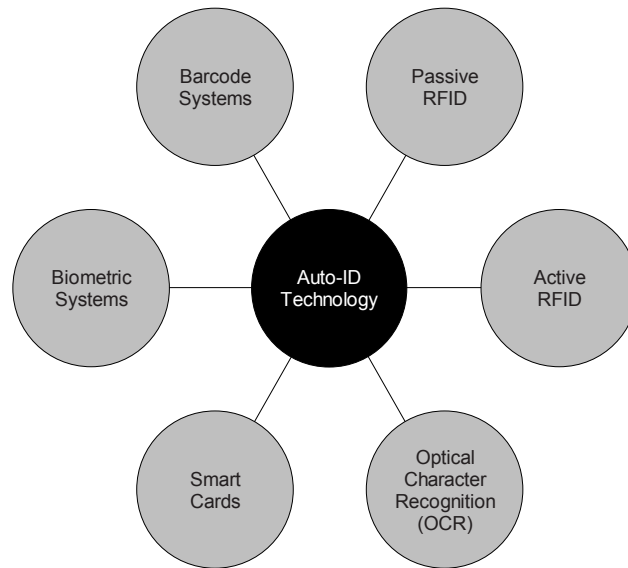 Barcode
Systems
Passive
RFID
Biometric
Systems
Auto-ID
Technology
Active
RFID
Smart
Cards
Optical
Character
Recognition
(OCR)